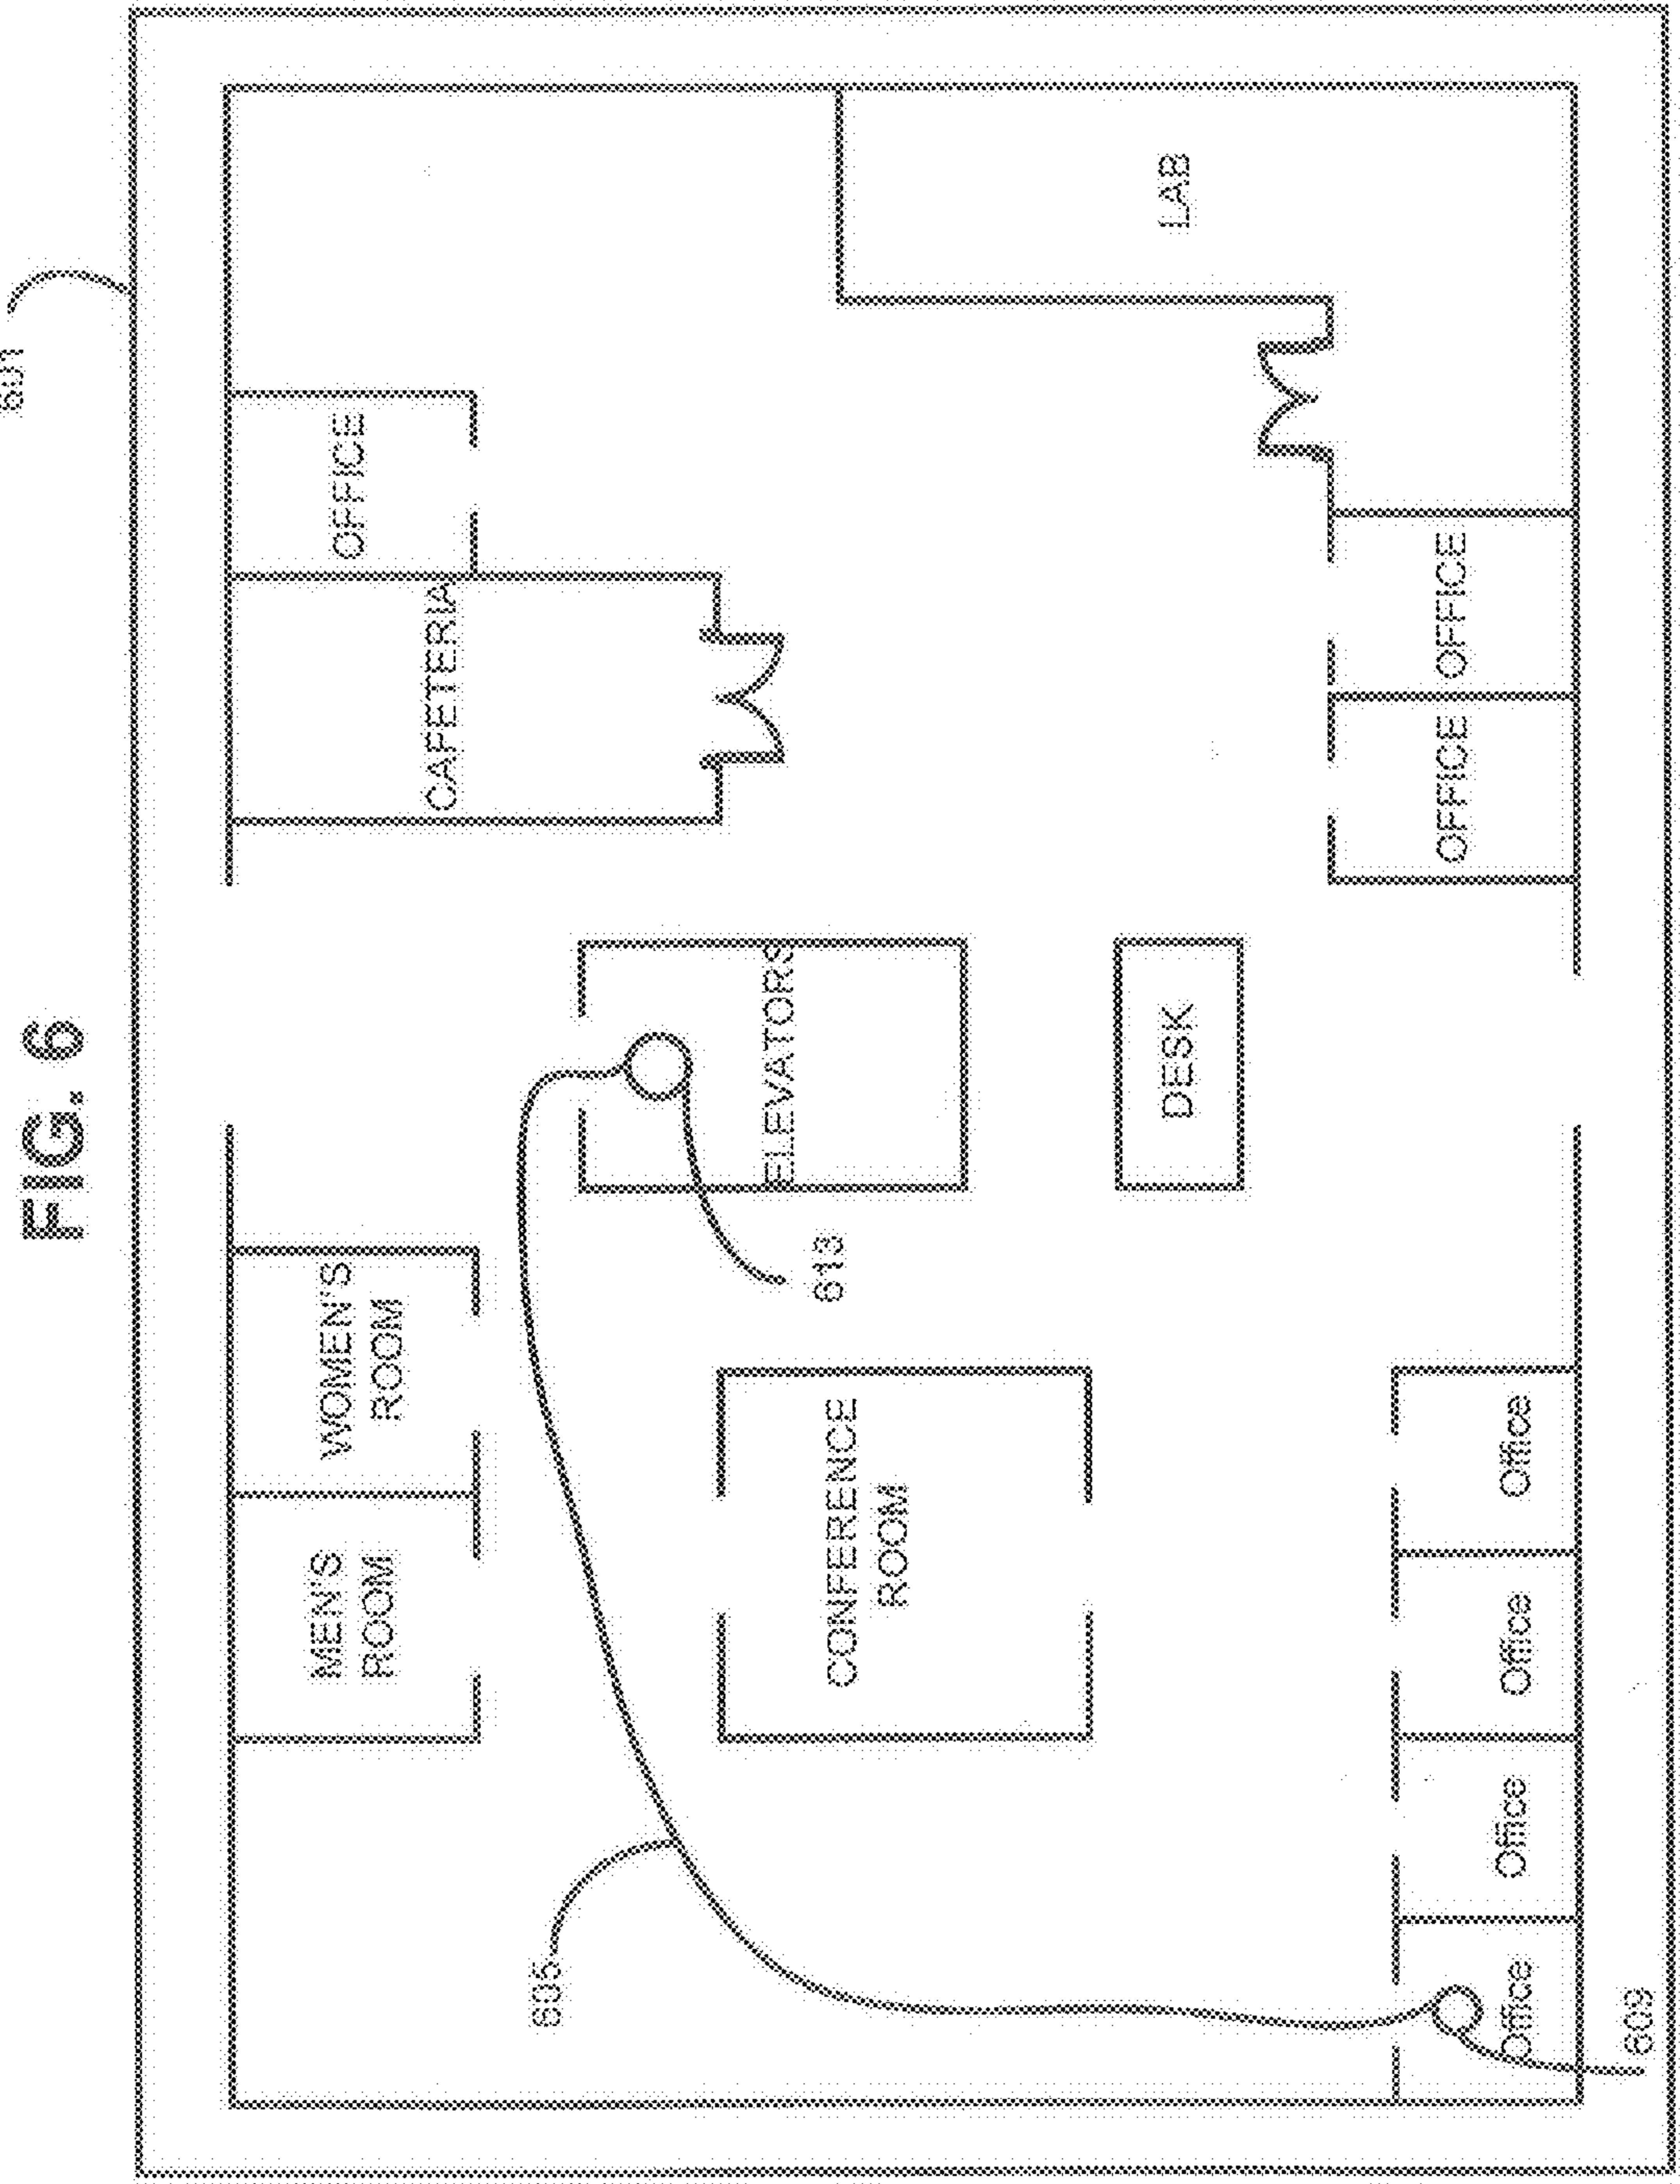 FIG. 6
601
MEN'S
ROOM
WOMEN'S
ROOM
CAFETERIA
OFFICE
605
ELEVATORS
613
CONFERENCE
ROOM
DESK
LAB
Office
Office
Office
Office
OFFICE
OFFICE
609